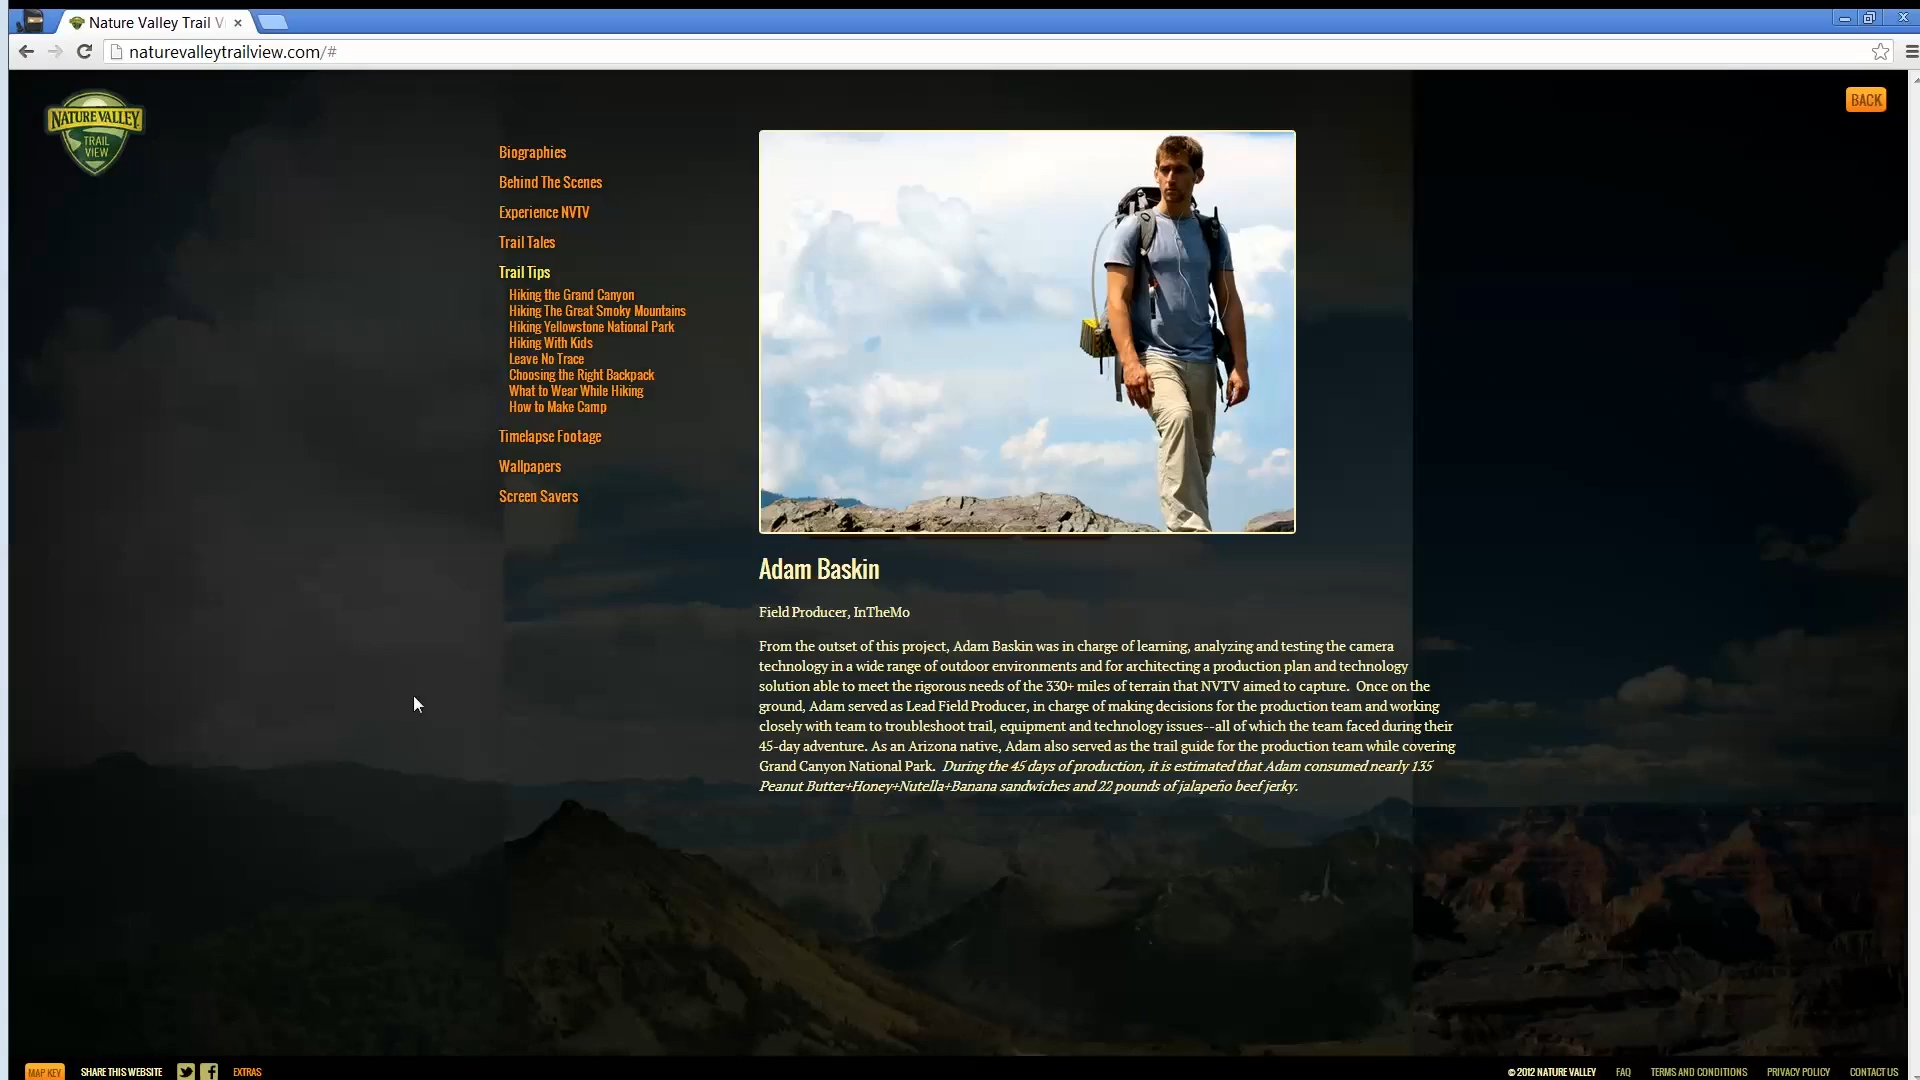 Nature Valley Trail V
naturevalleytrailview.com/#
NATURE VALLEY
TRAIL
VIEW
BACK
Biographies
Behind The Scenes
Experience NVTV
Trail Tales
Trail Tips
Hiking the Grand Canyon
Hiking The Great Smoky Mountains
Hiking Yellowstone National Park
Hiking With Kids
Leave No Trace
Choosing the Right Backpack
What to Wear While Hiking
How to Make Camp
Timelapse Footage
Wallpapers
Screen Savers
Adam Baskin
Field Producer, InTheMo
From the outset of this project, Adam Baskin was in charge of learning, analyzing and testing the camera
technology in a wide range of outdoor environments and for architecting a production plan and technology
solution able to meet the rigorous needs of the 330+ miles of terrain that NVTV aimed to capture.  Once on the
ground, Adam served as Lead Field Producer, in charge of making decisions for the production team and working
closely with team to troubleshoot trail, equipment and technology issues--all of which the team faced during their
45-day adventure. As an Arizona native, Adam also served as the trail guide for the production team while covering
Grand Canyon National Park.  During the 45 days of production, it is estimated that Adam consumed nearly 135
Peanut Butter+Honey+Nutella+Banana sandwiches and 22 pounds of jalapeño beef jerky.
MAP KEY SHARE THIS WEBSITE EXTRAS © 2012 NATURE VALLEY FAQ TERMS AND CONDITIONS PRIVACY POLICY CONTACT US